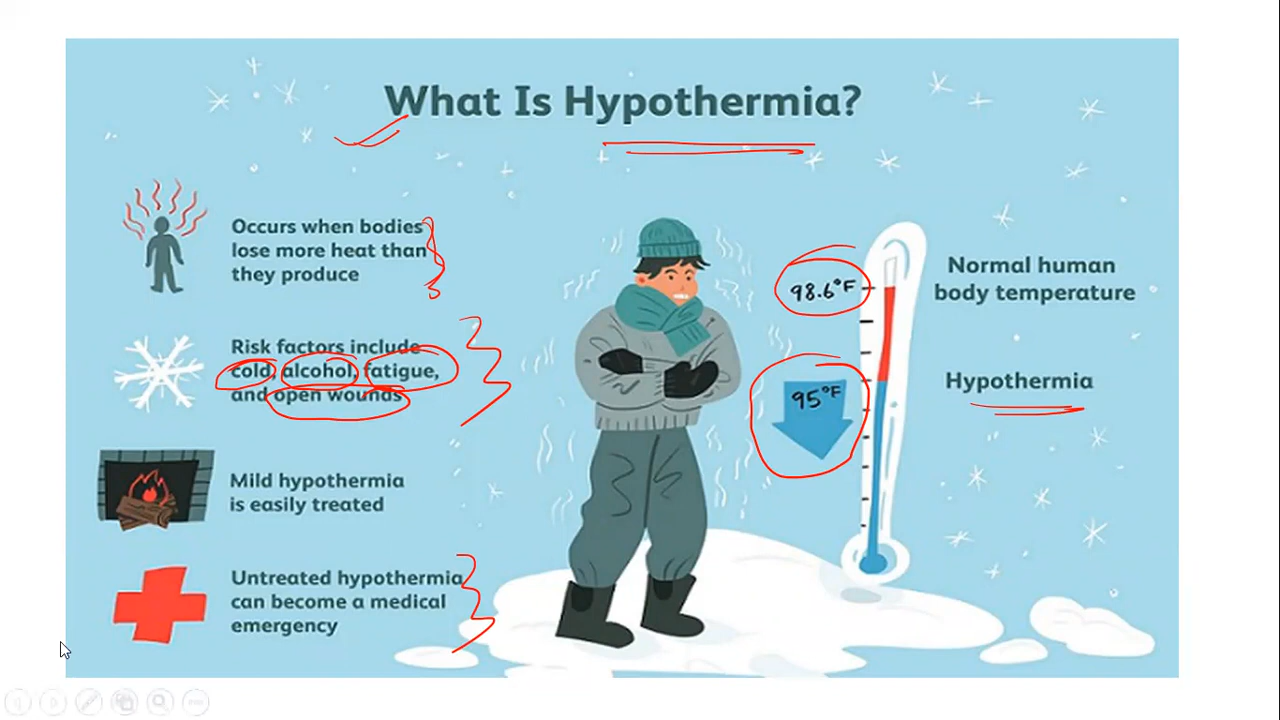 What Is Hypothermia?
Occurs when bodies
lose more heat than
they produce
Risk factors include
cold, alcohol, fatigue,
and open wounds
Mild hypothermia
is easily treated
Untreated hypothermia
can become a medical
emergency
98.6°F
Normal human
body temperature
95°F
Hypothermia